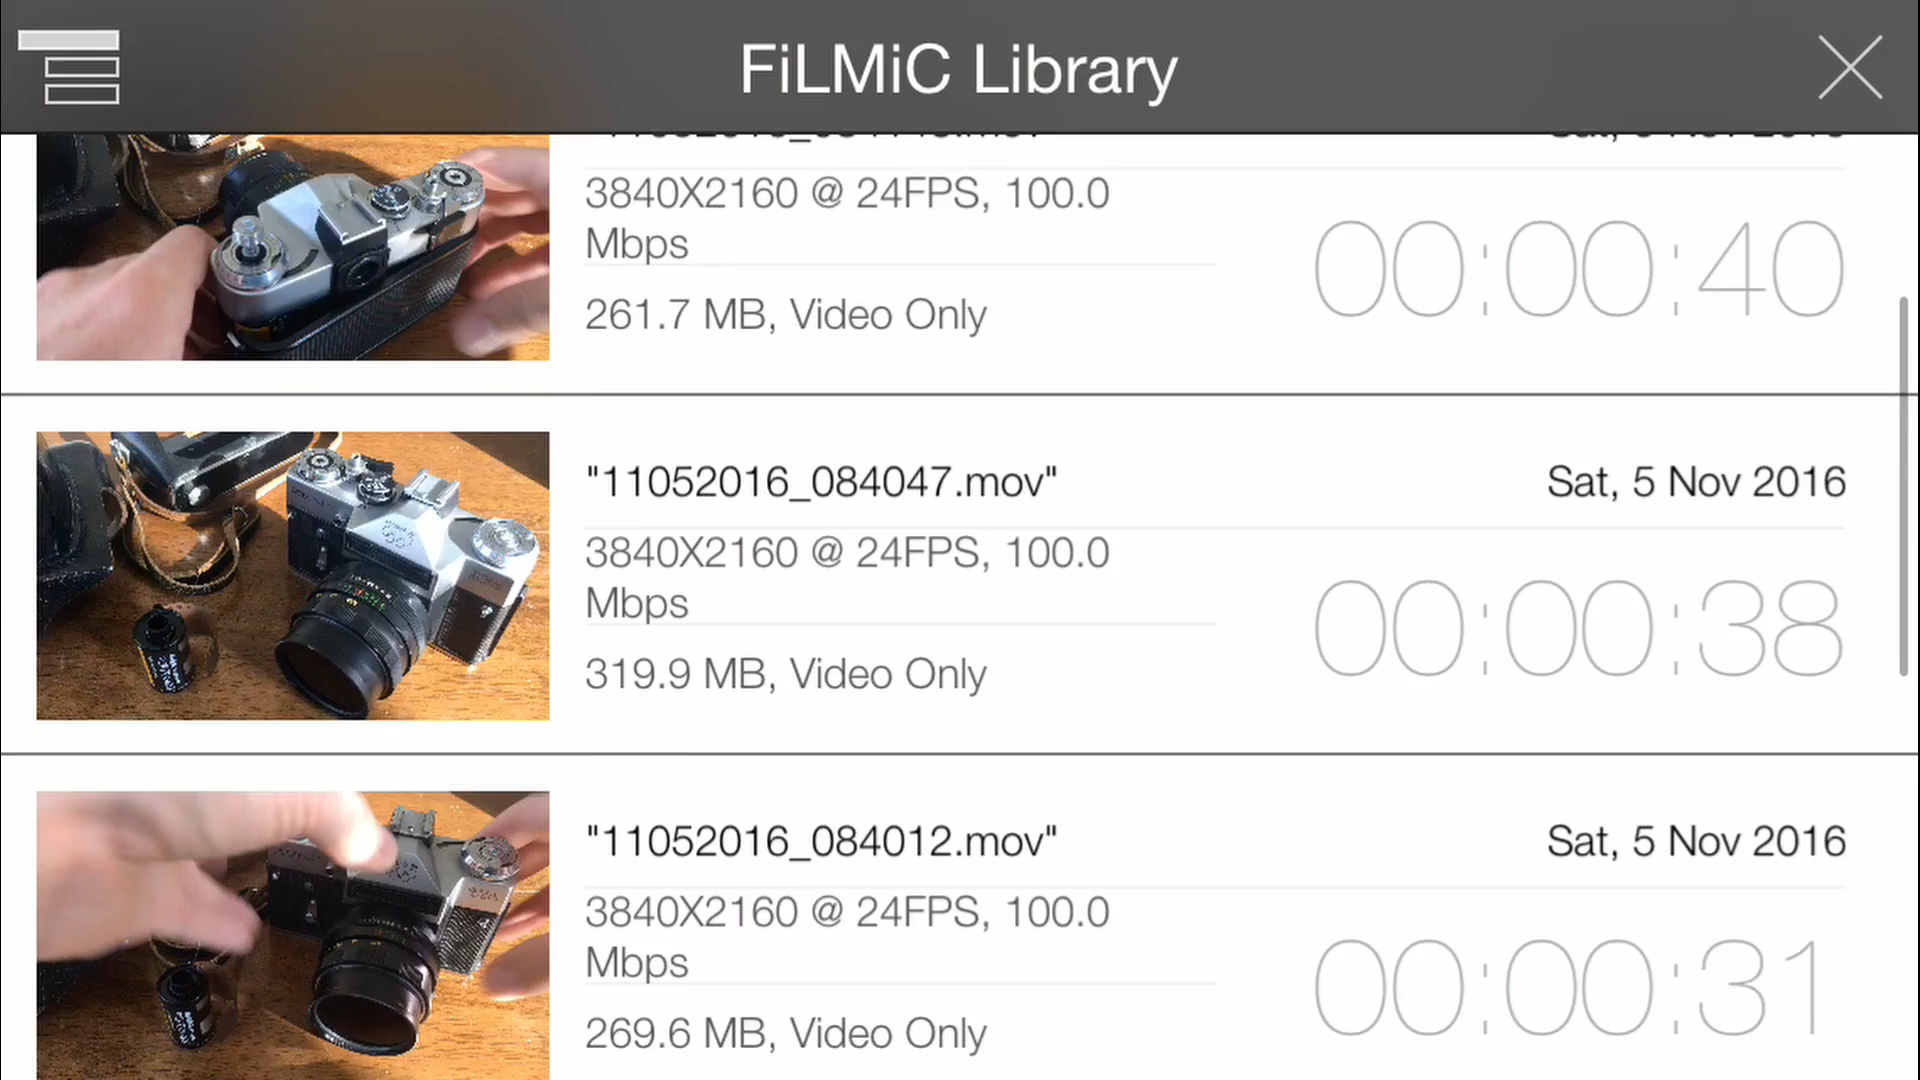 FiLMiC Library
3840X2160 @ 24FPS, 100.0
Mbps
261.7 MB, Video Only
00:00:40
"11052016_084047.mov"
Sat, 5 Nov 2016
3840X2160 @ 24FPS, 100.0
Mbps
319.9 MB, Video Only
00:00:38
"11052016_084012.mov"
Sat, 5 Nov 2016
3840X2160 @ 24FPS, 100.0
Mbps
269.6 MB, Video Only
00:00:31